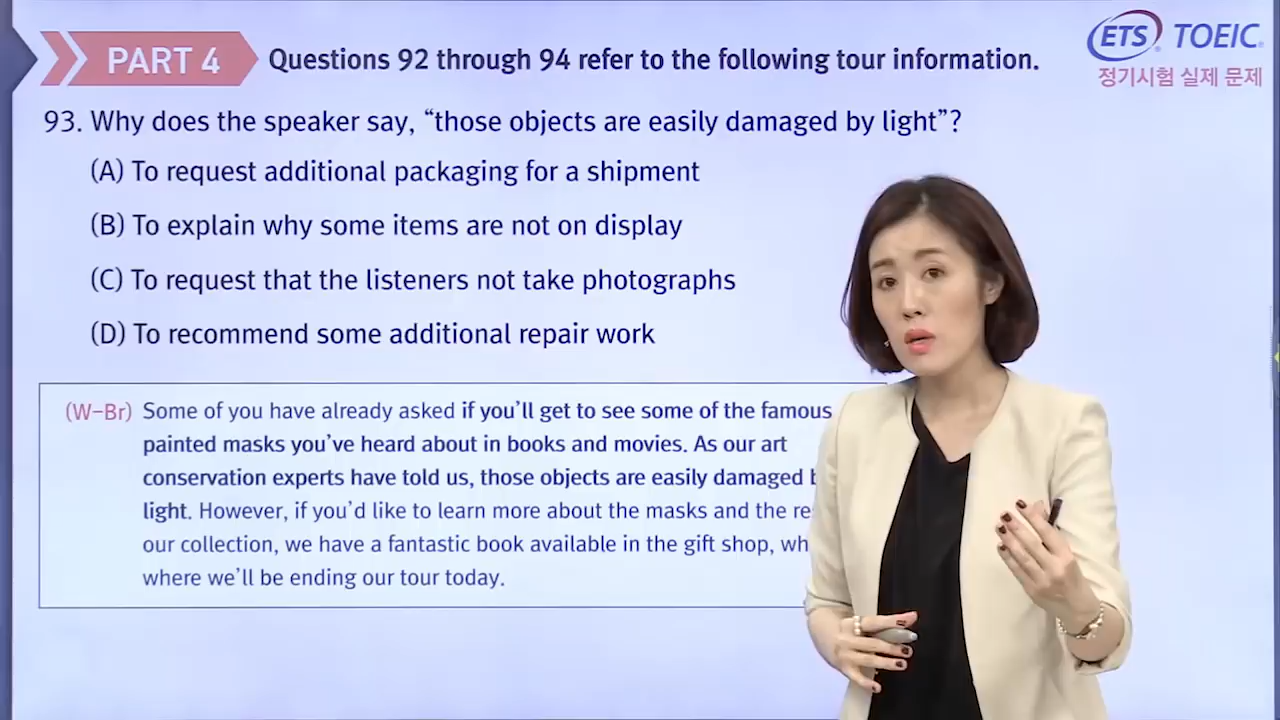 PART 4
Questions 92 through 94 refer to the following tour information.
ETS TOEIC
정기시험 실제 문제
93. Why does the speaker say, “those objects are easily damaged by light”?
(A) To request additional packaging for a shipment
(B) To explain why some items are not on display
(C) To request that the listeners not take photographs
(D) To recommend some additional repair work
(W-Br) Some of you have already asked if you’ll get to see some of the famous
painted masks you’ve heard about in books and movies. As our art
conservation experts have told us, those objects are easily damaged
light. However, if you’d like to learn more about the masks and the
our collection, we have a fantastic book available in the gift shop,
where we’ll be ending our tour today.